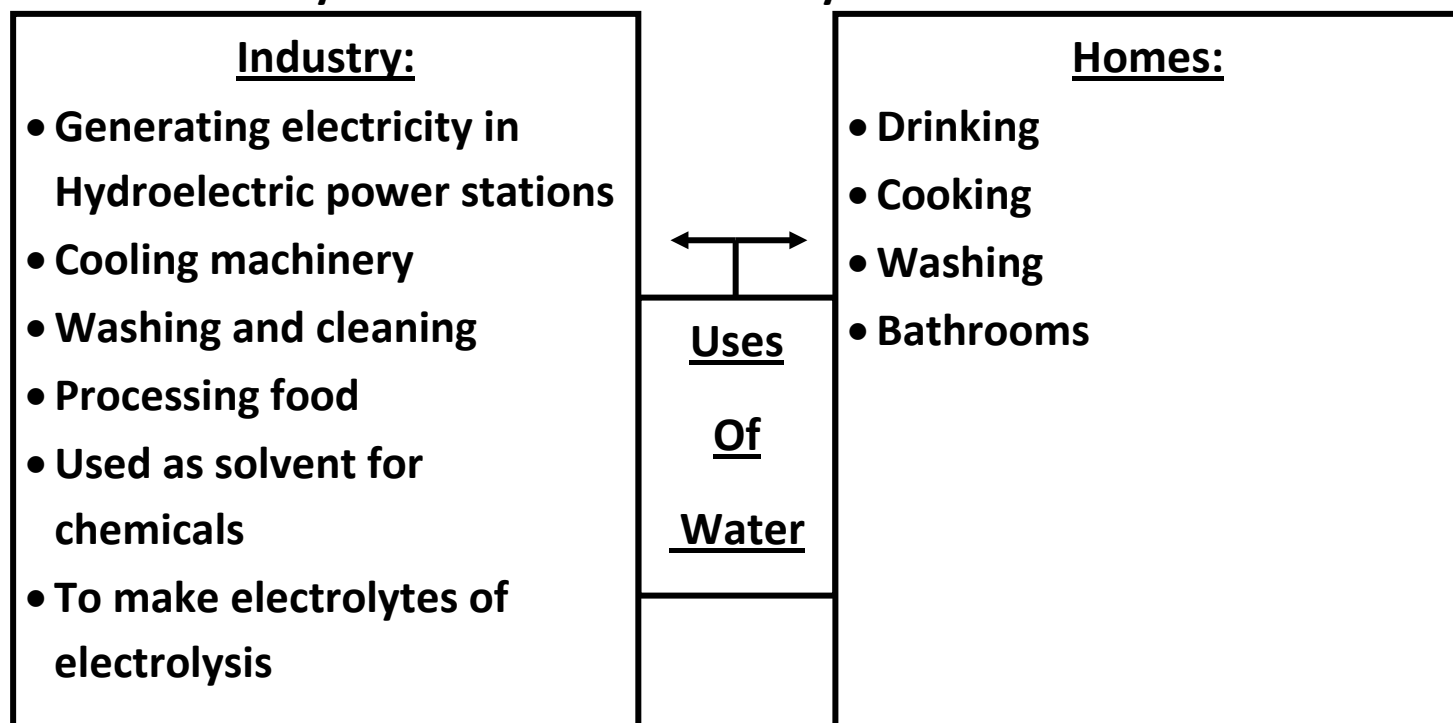 Industry:
• Generating electricity in
Hydroelectric power stations
• Cooling machinery
• Washing and cleaning
• Processing food
• Used as solvent for
chemicals
• To make electrolytes of
electrolysis
Uses
Of
Water
Homes:
• Drinking
• Cooking
• Washing
• Bathrooms